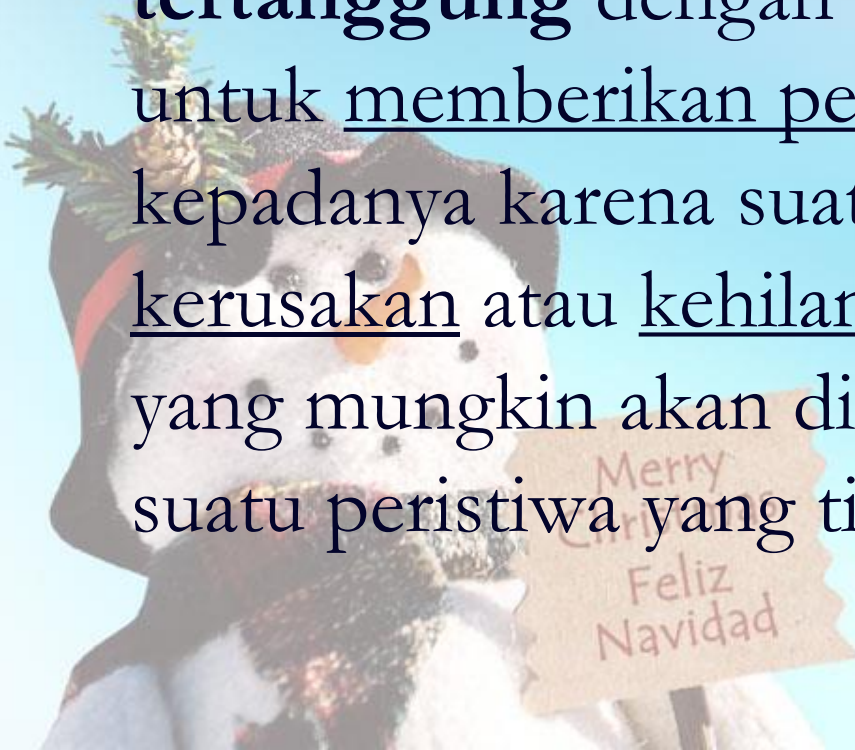 tertanggung dengan
untuk memberikan pe
kepadanya karena suat
kerusakan atau kehilan
yang mungkin akan di
suatu peristiwa yang ti
Merry
Christmas
Feliz
Navidad